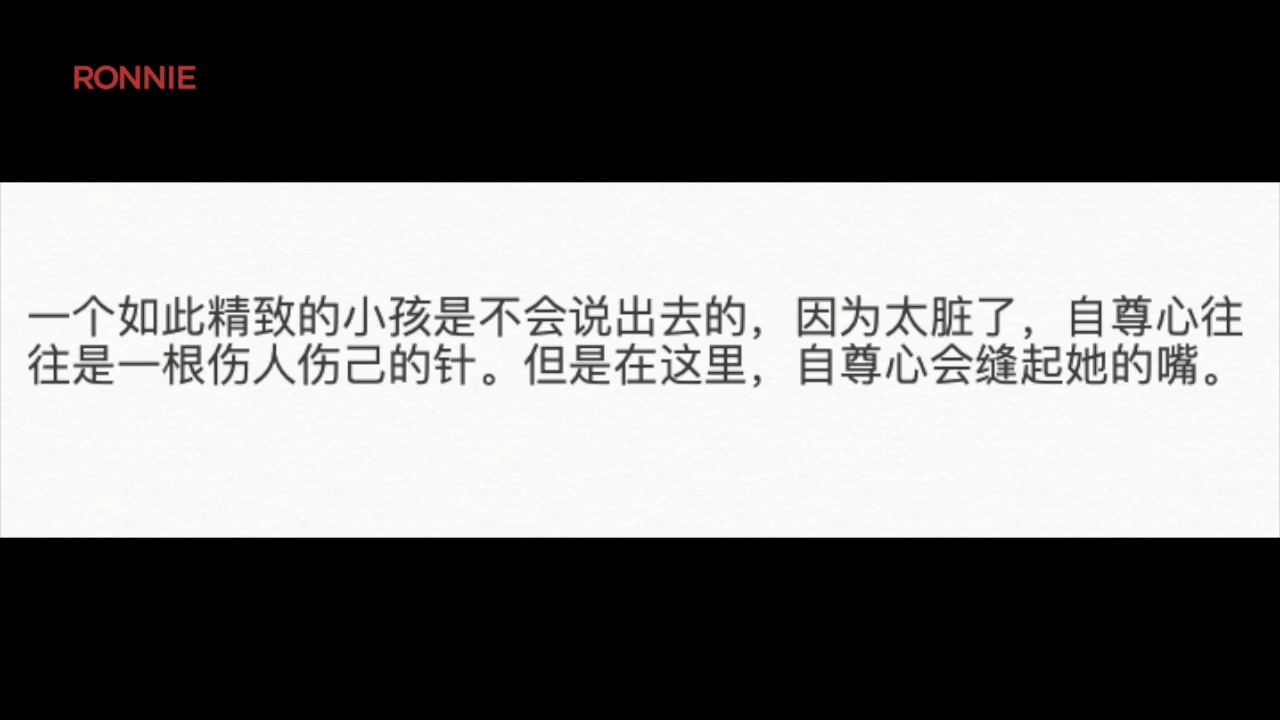 RONNIE
一个如此精致的小孩是不会说出去的，因为太脏了，自尊心往
往是一根伤人伤己的针。但是在这里，自尊心会缝起她的嘴。